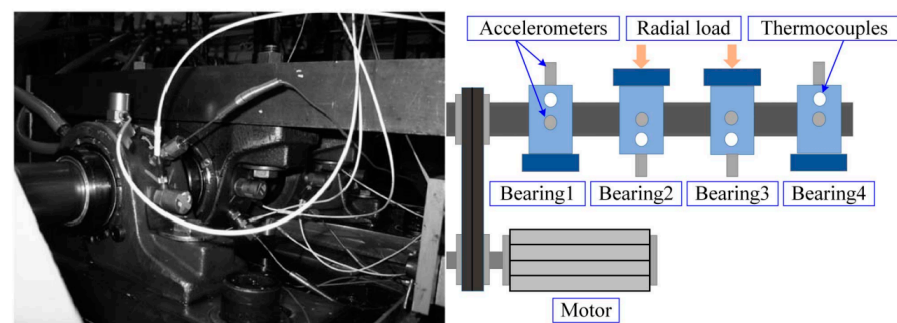 Accelerometers
Radial load
Thermocouples
Bearing1
Bearing2
Bearing3
Bearing4
Motor